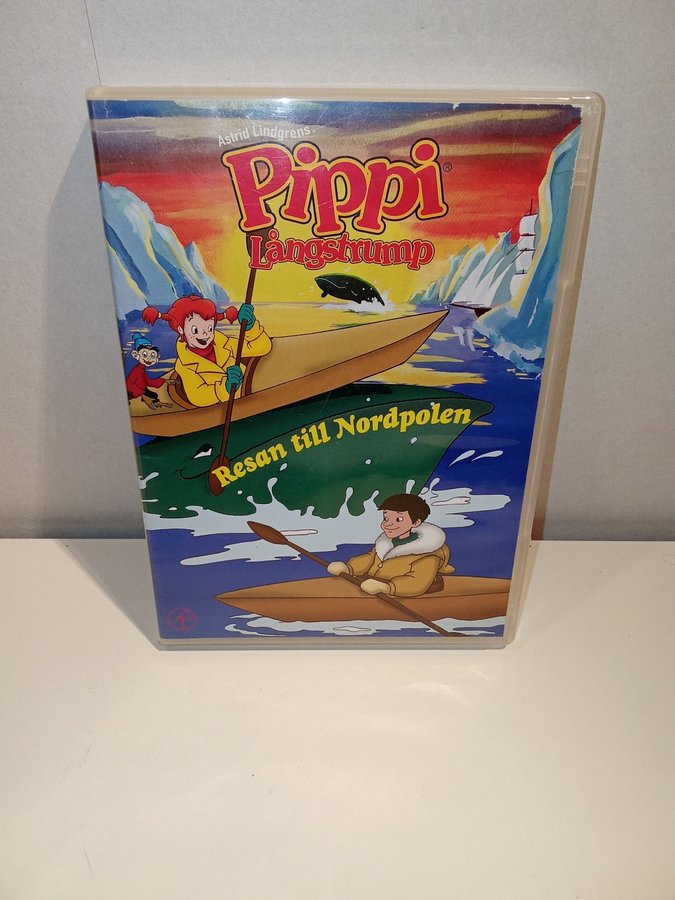 Astrid Lindgrens
Pippi®
Långstrump
Resan till Nordpolen